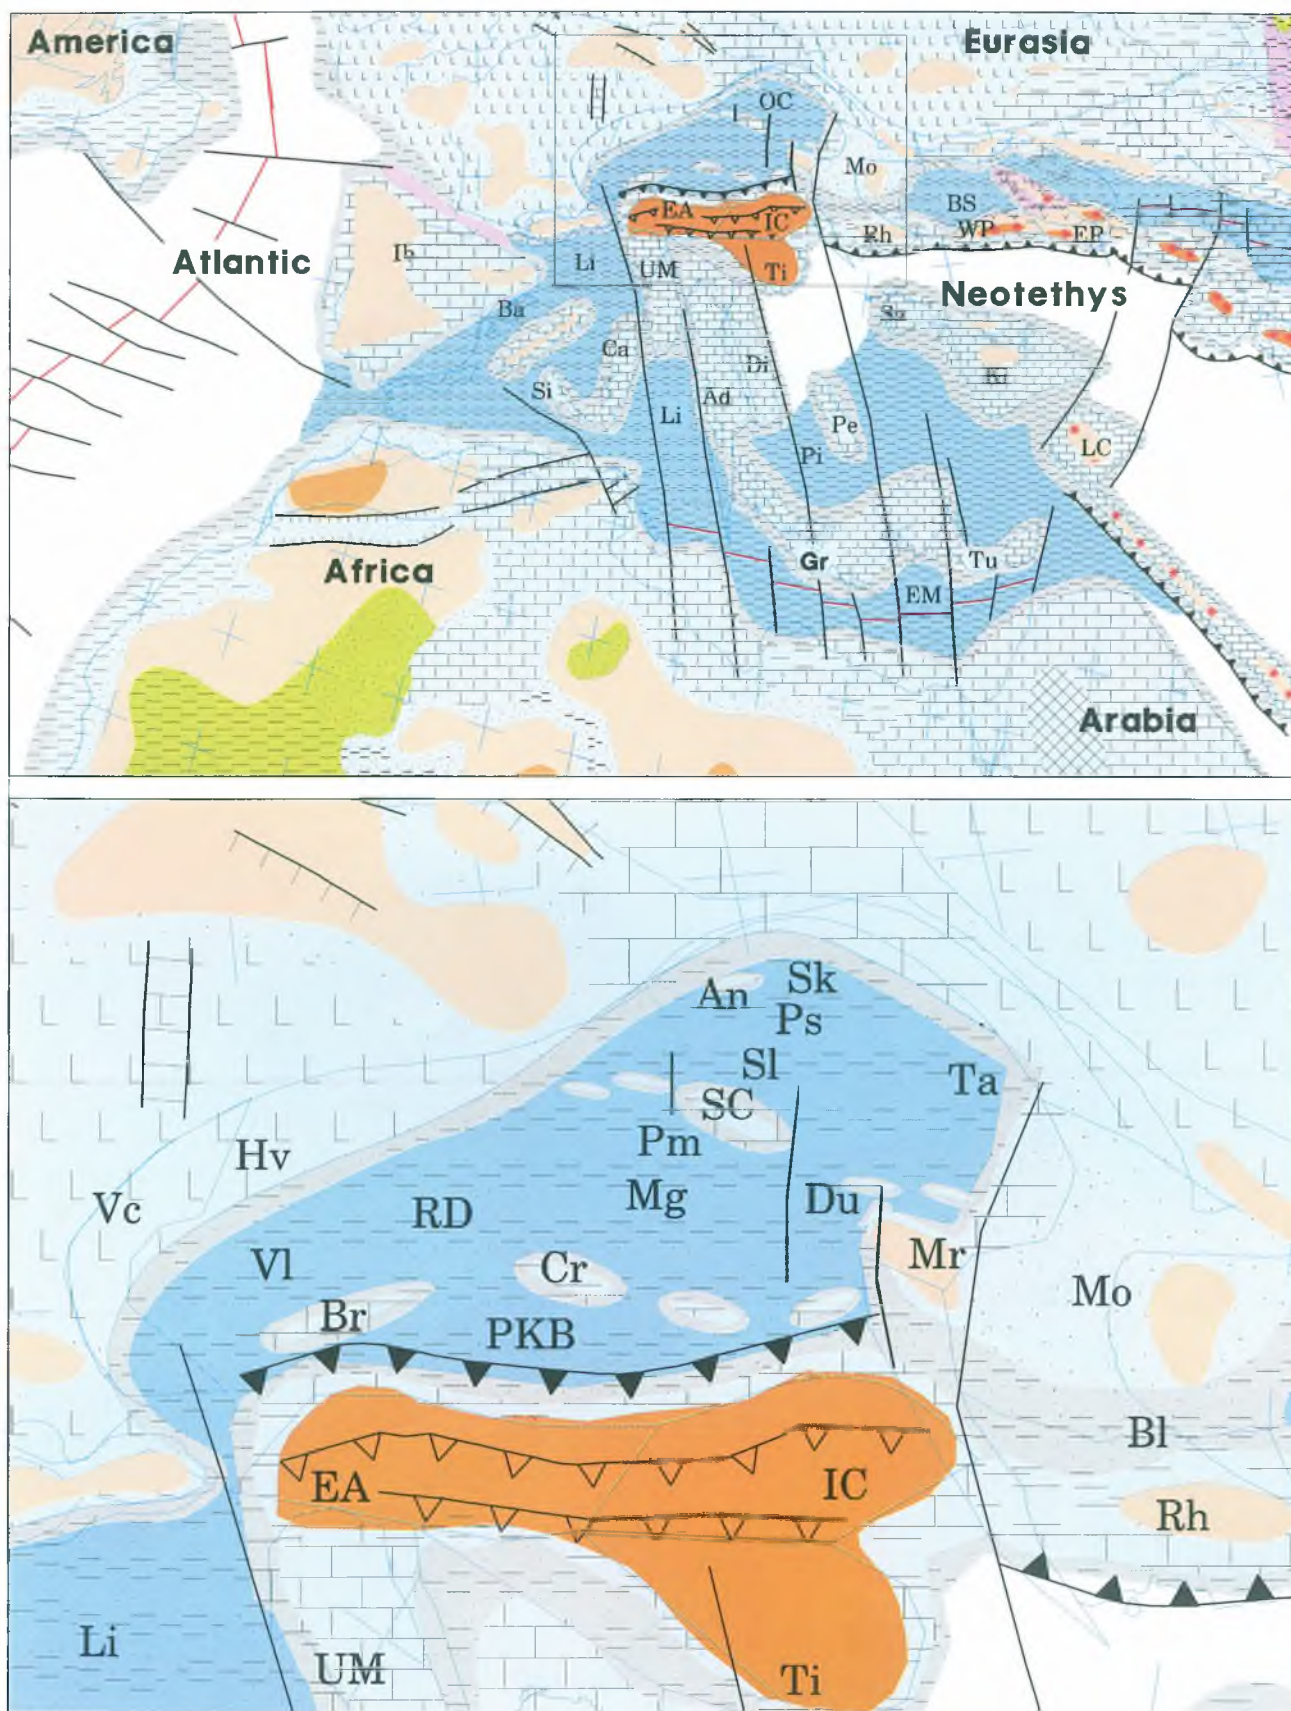 America
Eurasia
OC
Mo
EA
IC
BS
Rh
WP
EP
Ib
Atlantic
Li
UM
Ti
Neotethys
Ba
Ca
Di
Si
Ad
Li
Pe
Pi
LC
Gr
Tu
Africa
EM
Arabia
An
Sk
Ps
Sl
Ta
SC
Pm
Hv
Vc
RD
Mg
Du
Vl
Cr
Mr
Mo
Br
PKB
Bl
EA
IC
Rh
Li
UM
Ti